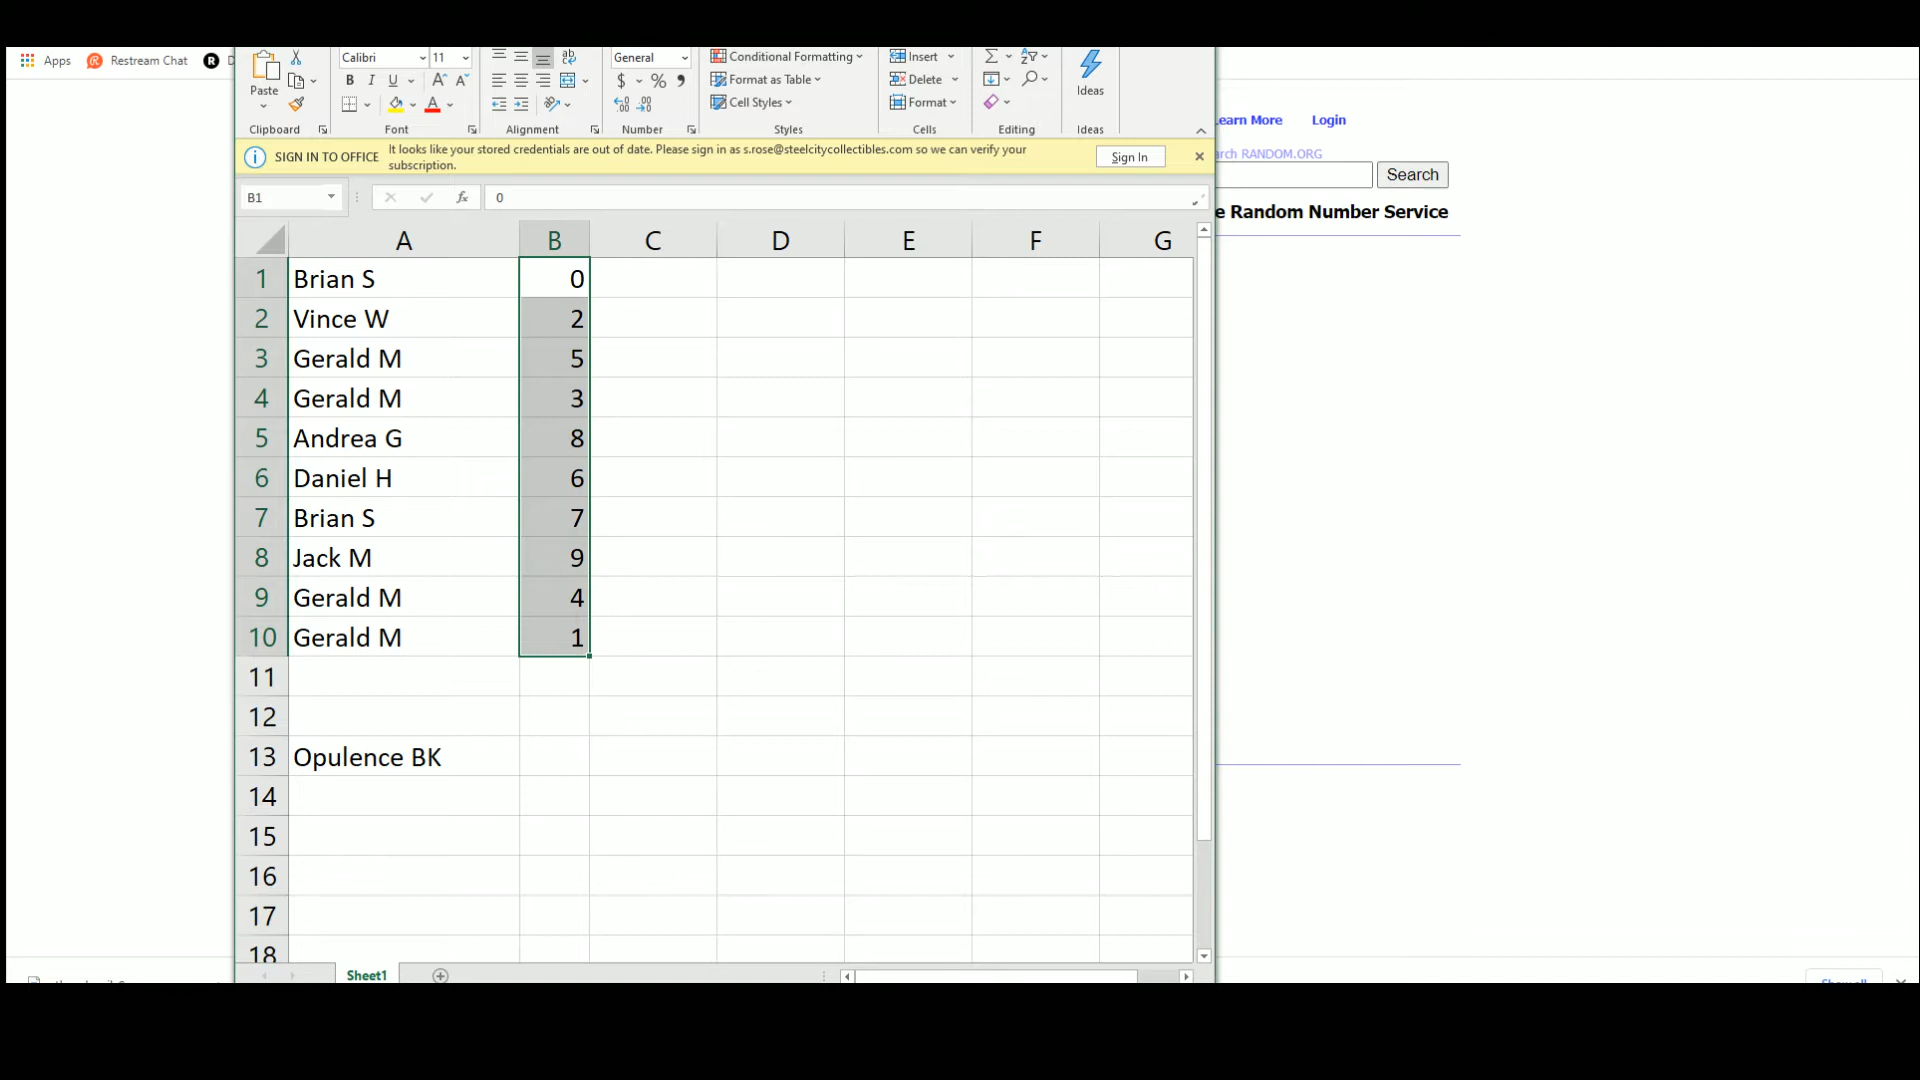 Apps Restream Chat
Calibri 11
General
Conditional Formatting
Insert
Paste
B I U
Format as Table
Delete
Ideas
Cell Styles
Format
Clipboard Font Alignment Number Styles Cells Editing Ideas
Learn More Login
SIGN IN TO OFFICE It looks like your stored credentials are out of date. Please sign in as s.rose@steelcitycollectibles.com so we can verify your
subscription.
Sign In
RANDOM.ORG
Search
B1 fx 0
Random Number Service
A B C D E F G
1 Brian S 0
2 Vince W 2
3 Gerald M 5
4 Gerald M 3
5 Andrea G 8
6 Daniel H 6
7 Brian S 7
8 Jack M 9
9 Gerald M 4
10 Gerald M 1
11
12
13 Opulence BK
14
15
16
17
18
Sheet1